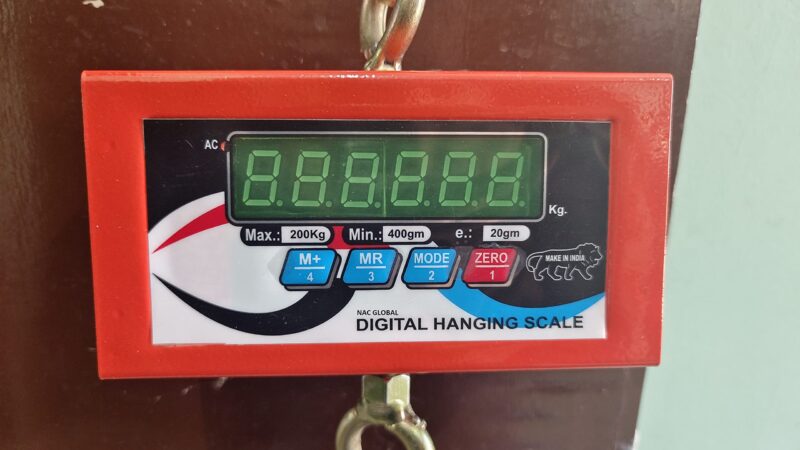 AC
888888
Kg.
Max.: 200Kg Min.: 400gm e.: 20gm
M+ MR MODE ZERO
4 3 2 1
MAKE IN INDIA
NAC GLOBAL
DIGITAL HANGING SCALE